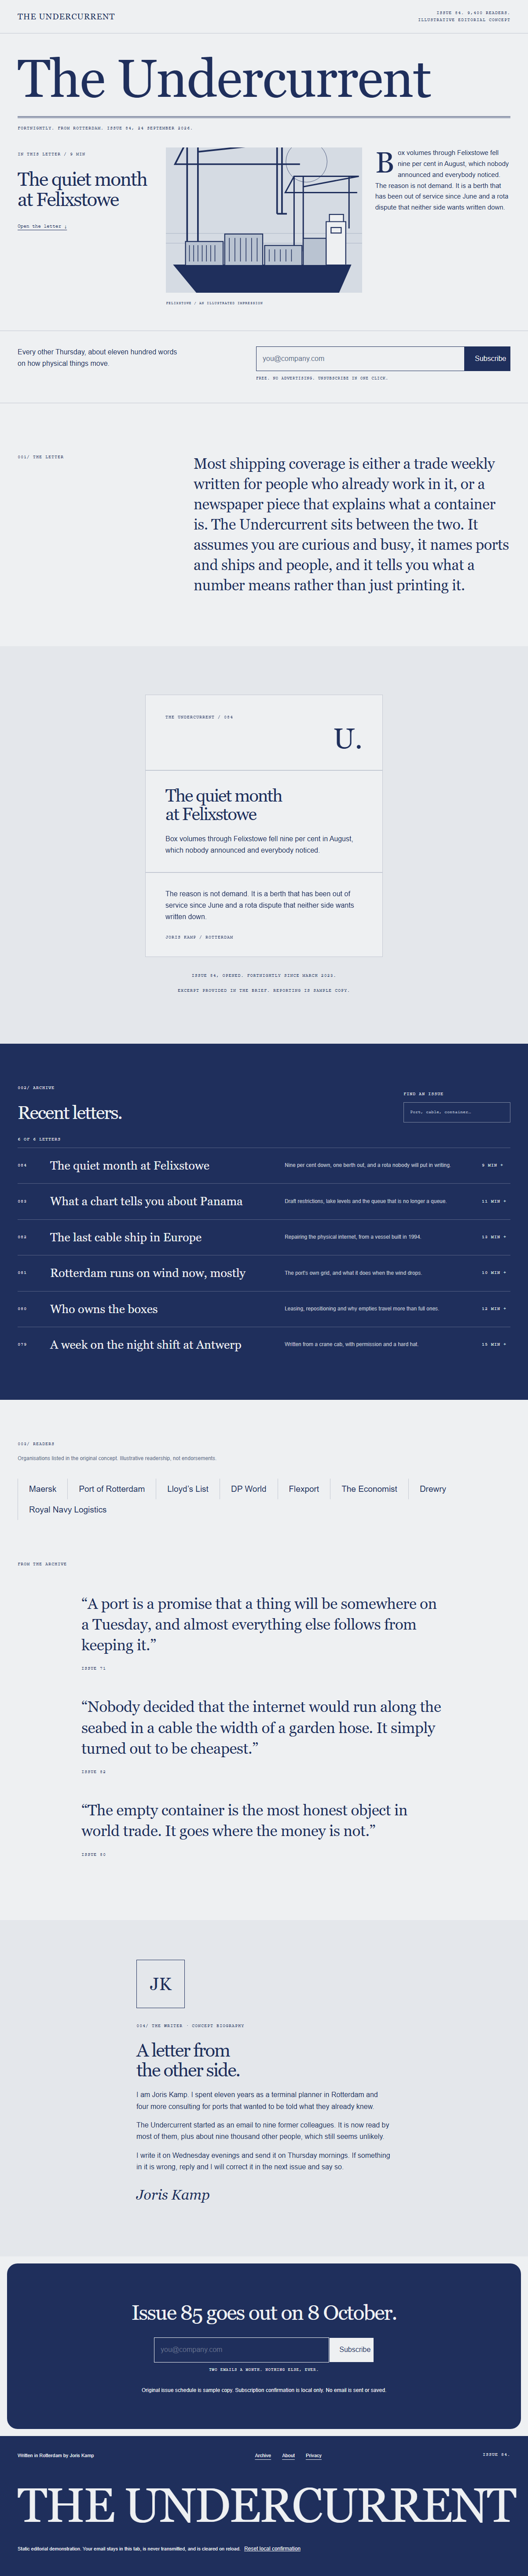 THE UNDERCURRENT
ISSUE 84. 9,400 READERS.
ILLUSTRATIVE EDITORIAL CONCEPT
The Undercurrent
FORTNIGHTLY. FROM ROTTERDAM. ISSUE 84, 24 SEPTEMBER 2026.
IN THIS LETTER / 9 MIN
The quiet month
at Felixstowe
Open the letter ↓
FELIXSTOWE / AN ILLUSTRATED IMPRESSION
Box volumes through Felixstowe fell
nine per cent in August, which nobody
announced and everybody noticed.
The reason is not demand. It is a berth that
has been out of service since June and a rota
dispute that neither side wants written down.
Every other Thursday, about eleven hundred words
on how physical things move.
you@company.com
Subscribe
FREE. NO ADVERTISING. UNSUBSCRIBE IN ONE CLICK.
001/ THE LETTER
Most shipping coverage is either a trade weekly
written for people who already work in it, or a
newspaper piece that explains what a container
is. The Undercurrent sits between the two. It
assumes you are curious and busy, it names ports
and ships and people, and it tells you what a
number means rather than just printing it.
THE UNDERCURRENT / 084
U.
The quiet month
at Felixstowe
Box volumes through Felixstowe fell nine per cent in August,
which nobody announced and everybody noticed.
The reason is not demand. It is a berth that has been out of
service since June and a rota dispute that neither side wants
written down.
JORIS KAMP / ROTTERDAM
ISSUE 84, OPENED. FORTNIGHTLY SINCE MARCH 2023.
EXCERPT PROVIDED IN THE BRIEF. REPORTING IS SAMPLE COPY.
002/ ARCHIVE
Recent letters.
FIND AN ISSUE
Port, cable, container…
6 OF 6 LETTERS
084
The quiet month at Felixstowe
Nine per cent down, one berth out, and a rota nobody will put in writing.
9 MIN +
083
What a chart tells you about Panama
Draft restrictions, lake levels and the queue that is no longer a queue.
11 MIN +
082
The last cable ship in Europe
Repairing the physical internet, from a vessel built in 1994.
081
Rotterdam runs on wind now, mostly
The port's own grid, and what it does when the wind drops.
10 MIN +
080
Who owns the boxes
Leasing, repositioning and why empties travel more than full ones.
12 MIN +
079
A week on the night shift at Antwerp
Written from a crane cab, with permission and a hard hat.
003/ READERS
Organisations listed in the original concept. Illustrative readership, not endorsements.
Maersk
Port of Rotterdam
Lloyd's List
DP World
Flexport
The Economist
Drewry
Royal Navy Logistics
FROM THE ARCHIVE
“A port is a promise that a thing will be somewhere on
a Tuesday, and almost everything else follows from
keeping it.”
ISSUE 71
“Nobody decided that the internet would run along the
seabed in a cable the width of a garden hose. It simply
turned out to be cheapest.”
“The empty container is the most honest object in
world trade. It goes where the money is not.”
JK
004/ THE WRITER · CONCEPT BIOGRAPHY
A letter from
the other side.
I am Joris Kamp. I spent eleven years as a terminal planner in Rotterdam and
four more consulting for ports that wanted to be told what they already knew.
The Undercurrent started as an email to nine former colleagues. It is now read by
most of them, plus about nine thousand other people, which still seems unlikely.
I write it on Wednesday evenings and send it on Thursday mornings. If something
in it is wrong, reply and I will correct it in the next issue and say so.
Joris Kamp
Issue 85 goes out on 8 October.
you@company.com
Subscribe
TWO EMAILS A MONTH. NOTHING ELSE, EVER.
Original issue schedule is sample copy. Subscription confirmation is local only. No email is sent or saved.
Written in Rotterdam by Joris Kamp
Archive
About
Privacy
ISSUE 84.
THE UNDERCURRENT
Static editorial demonstration. Your email stays in this tab, is never transmitted, and is cleared on reload. Reset local confirmation